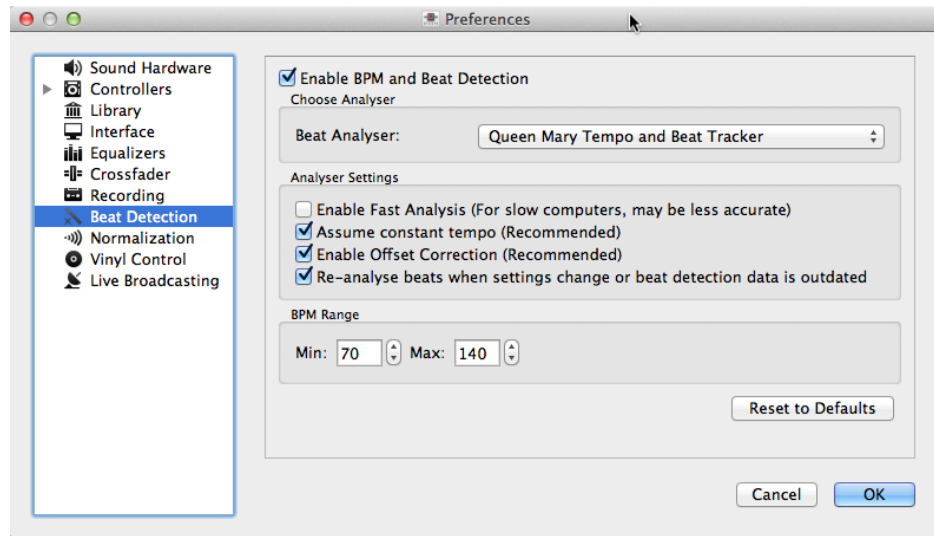 Preferences
Sound Hardware
Controllers
Library
Interface
Equalizers
Crossfader
Recording
Beat Detection
Normalization
Vinyl Control
Live Broadcasting
Enable BPM and Beat Detection
Choose Analyser
Beat Analyser: Queen Mary Tempo and Beat Tracker
Analyser Settings
Enable Fast Analysis (For slow computers, may be less accurate)
Assume constant tempo (Recommended)
Enable Offset Correction (Recommended)
Re-analyse beats when settings change or beat detection data is outdated
BPM Range
Min: 70 Max: 140
Reset to Defaults
Cancel OK